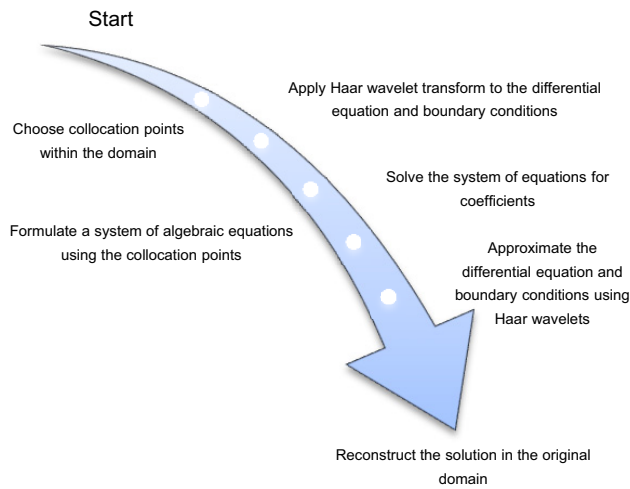 Start
Apply Haar wavelet transform to the differential
equation and boundary conditions
Choose collocation points
within the domain
Solve the system of equations for
coefficients
Formulate a system of algebraic equations
using the collocation points
Approximate the
differential equation and
boundary conditions using
Haar wavelets
Reconstruct the solution in the original
domain